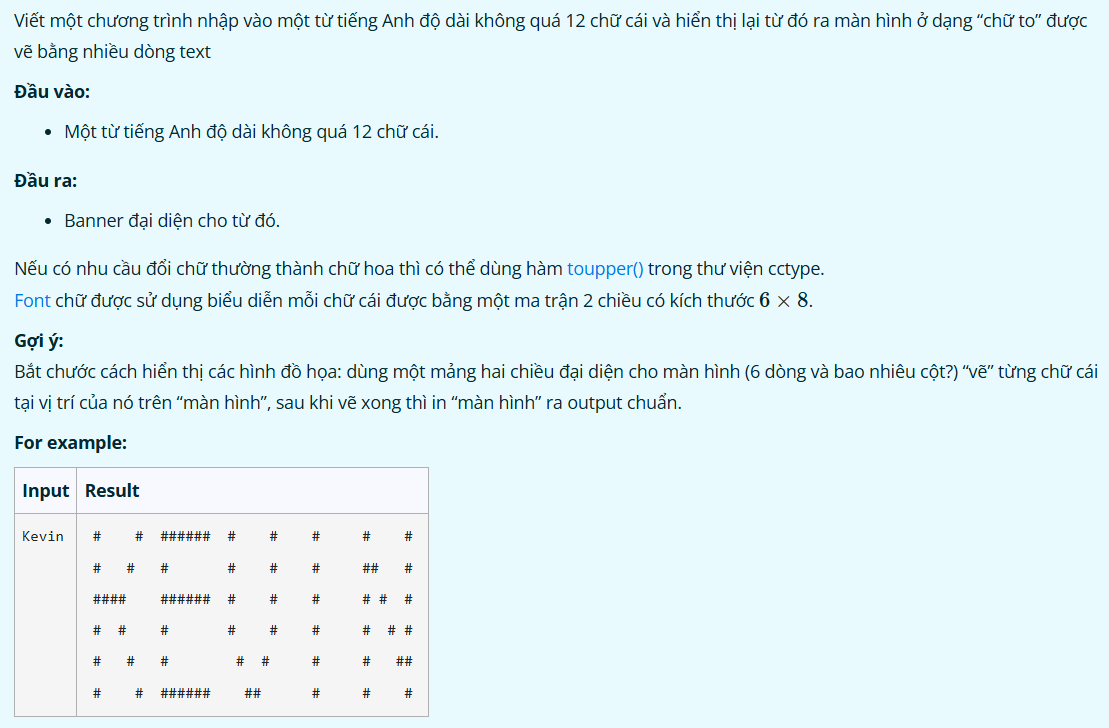 Viết một chương trình nhập vào một từ tiếng Anh độ dài không quá 12 chữ cái và hiển thị lại từ đó ra màn hình ở dạng “chữ to” được
vẽ bằng nhiều dòng text
Đầu vào:
• Một từ tiếng Anh độ dài không quá 12 chữ cái.
Đầu ra:
• Banner đại diện cho từ đó.
Nếu có nhu cầu đổi chữ thường thành chữ hoa thì có thể dùng hàm toupper() trong thư viện cctype.
Font chữ được sử dụng biểu diễn mỗi chữ cái được bằng một ma trận 2 chiều có kích thước 6 × 8.
Gợi ý:
Bắt chước cách hiển thị các hình đồ họa: dùng một mảng hai chiều đại diện cho màn hình (6 dòng và bao nhiêu cột?) “vẽ” từng chữ cái
tại vị trí của nó trên “màn hình”, sau khi vẽ xong thì in “màn hình” ra output chuẩn.
For example:
Input Result
Kevin #    #  ######  #    #    #     #    #
 #   #   #       #    #    #     ##   #
 ####    ######  #    #    #     # #  #
 #  #    #       #    #    #     #  # #
 #   #   #        #  #     #     #   ##
 #    #  ######    ##      #     #    #